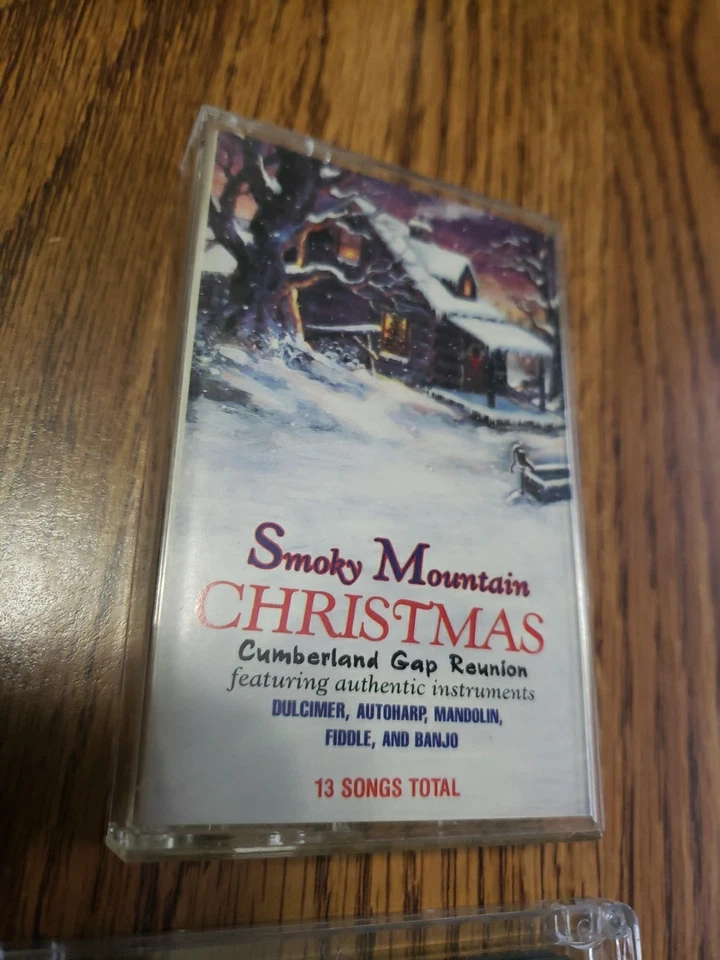 Smoky Mountain
CHRISTMAS
Cumberland Gap Reunion
featuring authentic instruments
DULCIMER, AUTOHARP, MANDOLIN,
FIDDLE, AND BANJO
13 SONGS TOTAL